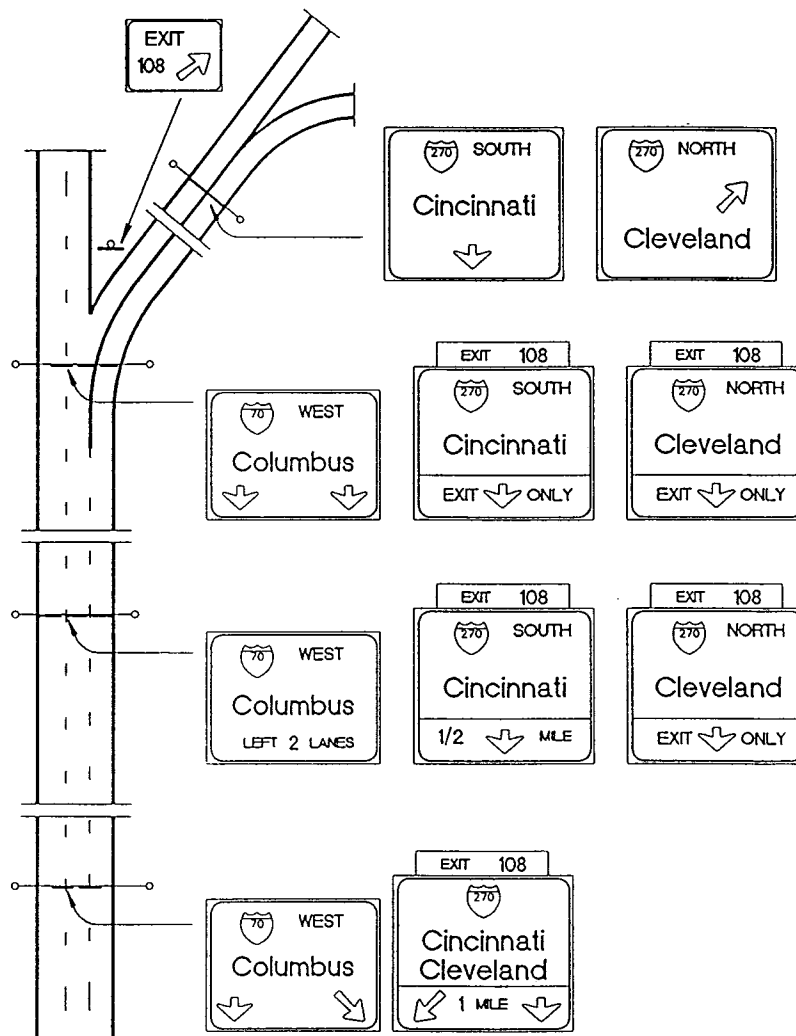 EXIT
108
270 SOUTH
Cincinnati
270 NORTH
Cleveland
70 WEST
Columbus
EXIT 108
270 SOUTH
Cincinnati
EXIT ONLY
EXIT 108
270 NORTH
Cleveland
EXIT ONLY
70 WEST
Columbus
LEFT 2 LANES
EXIT 108
270 SOUTH
Cincinnati
1/2 MILE
EXIT 108
270 NORTH
Cleveland
EXIT ONLY
70 WEST
Columbus
EXIT 108
270
Cincinnati
Cleveland
1 MILE